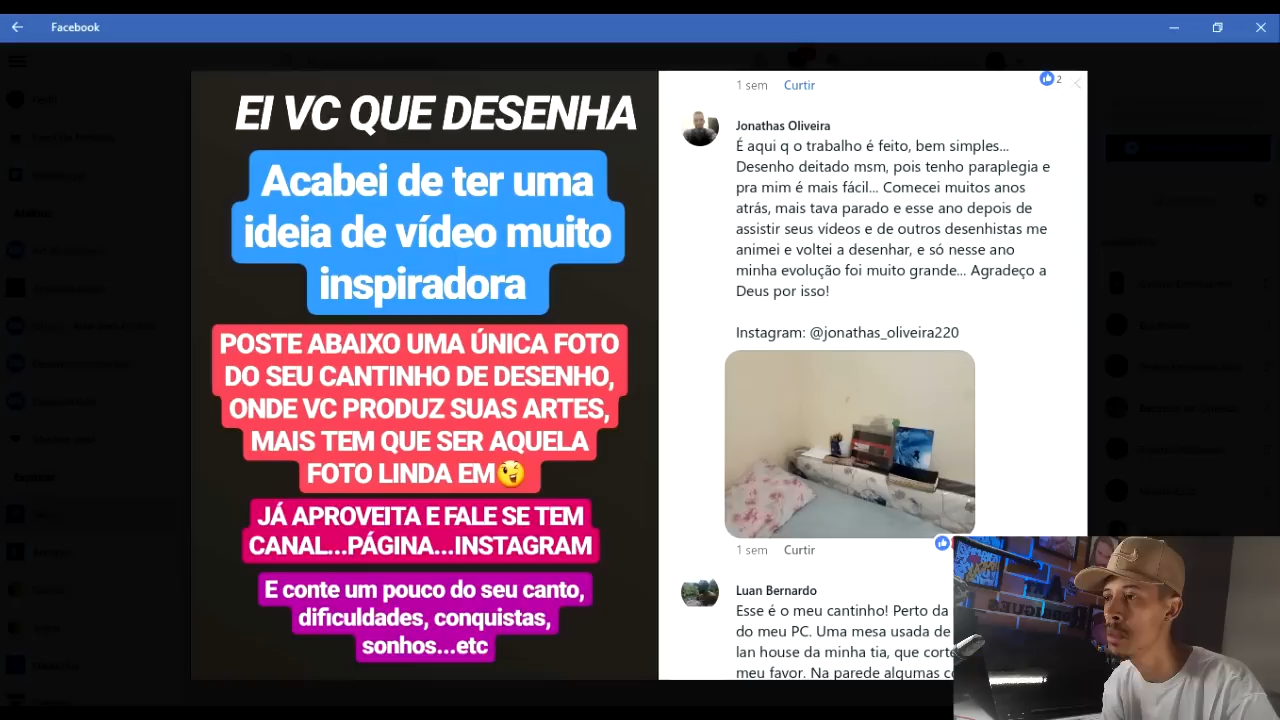 Facebook
EI VC QUE DESENHA
Acabei de ter uma
ideia de vídeo muito
inspiradora
POSTE ABAIXO UMA ÚNICA FOTO
DO SEU CANTINHO DE DESENHO,
ONDE VC PRODUZ SUAS ARTES,
MAIS TEM QUE SER AQUELA
FOTO LINDA EM😉
JÁ APROVEITA E FALE SE TEM
CANAL...PÁGINA...INSTAGRAM
E conte um pouco do seu canto,
dificuldades, conquistas,
sonhos...etc
1 sem Curtir
2
Jonathas Oliveira
É aqui q o trabalho é feito, bem simples...
Desenho deitado msm, pois tenho paraplegia e
pra mim é mais fácil... Comecei muitos anos
atrás, mais tava parado e esse ano depois de
assistir seus vídeos e de outros desenhistas me
animei e voltei a desenhar, e só nesse ano
minha evolução foi muito grande... Agradeço a
Deus por isso!
Instagram: @jonathas_oliveira220
1 sem Curtir
Luan Bernardo
Esse é o meu cantinho! Perto da
do meu PC. Uma mesa usada de
lan house da minha tia, que corte
meu favor. Na parede algumas